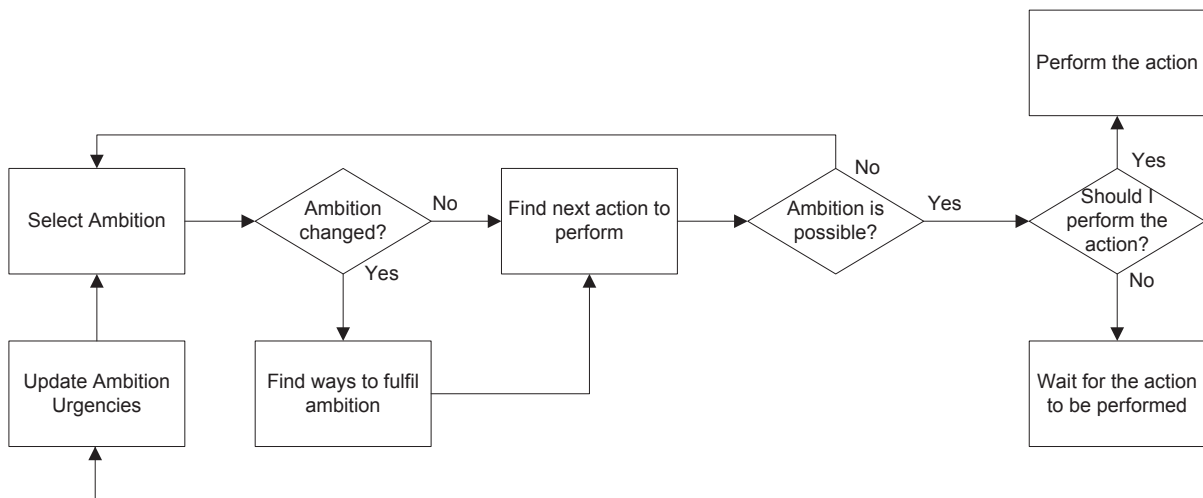 Perform the action
No
Yes
Select Ambition
Ambition
changed?
No
Find next action to
perform
Ambition is
possible?
Yes
Should I
perform the
action?
Yes
No
Update Ambition
Urgencies
Find ways to fulfil
ambition
Wait for the action
to be performed